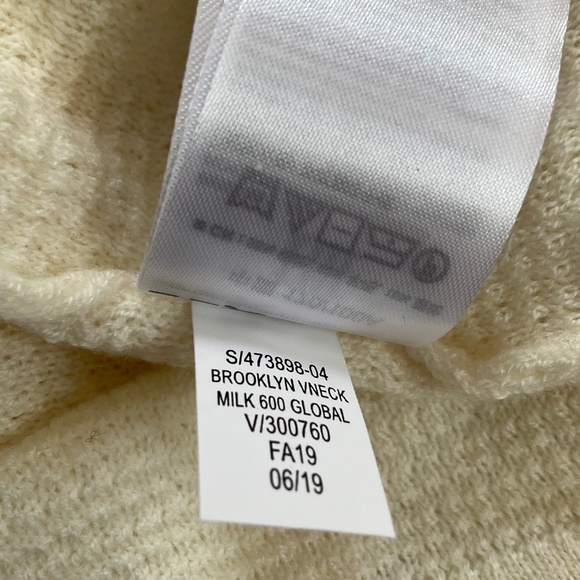 S/473898-04
BROOKLYN VNECK
MILK 600 GLOBAL
V/300760
FA19
06/19